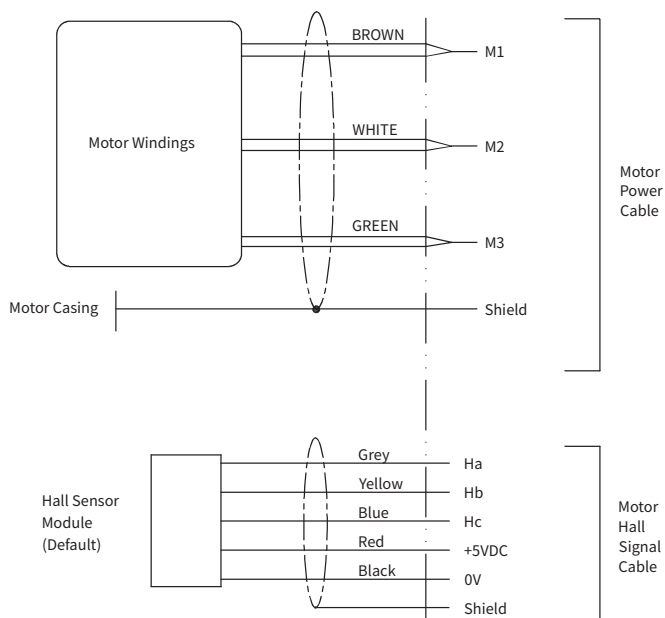 BROWN
M1
WHITE
Motor Windings
M2
Motor
Power
Cable
GREEN
M3
Motor Casing
Shield
Grey
Ha
Yellow
Hb
Hall Sensor
Module
(Default)
Blue
Hc
Red
+5VDC
Black
0V
Shield
Motor
Hall
Signal
Cable